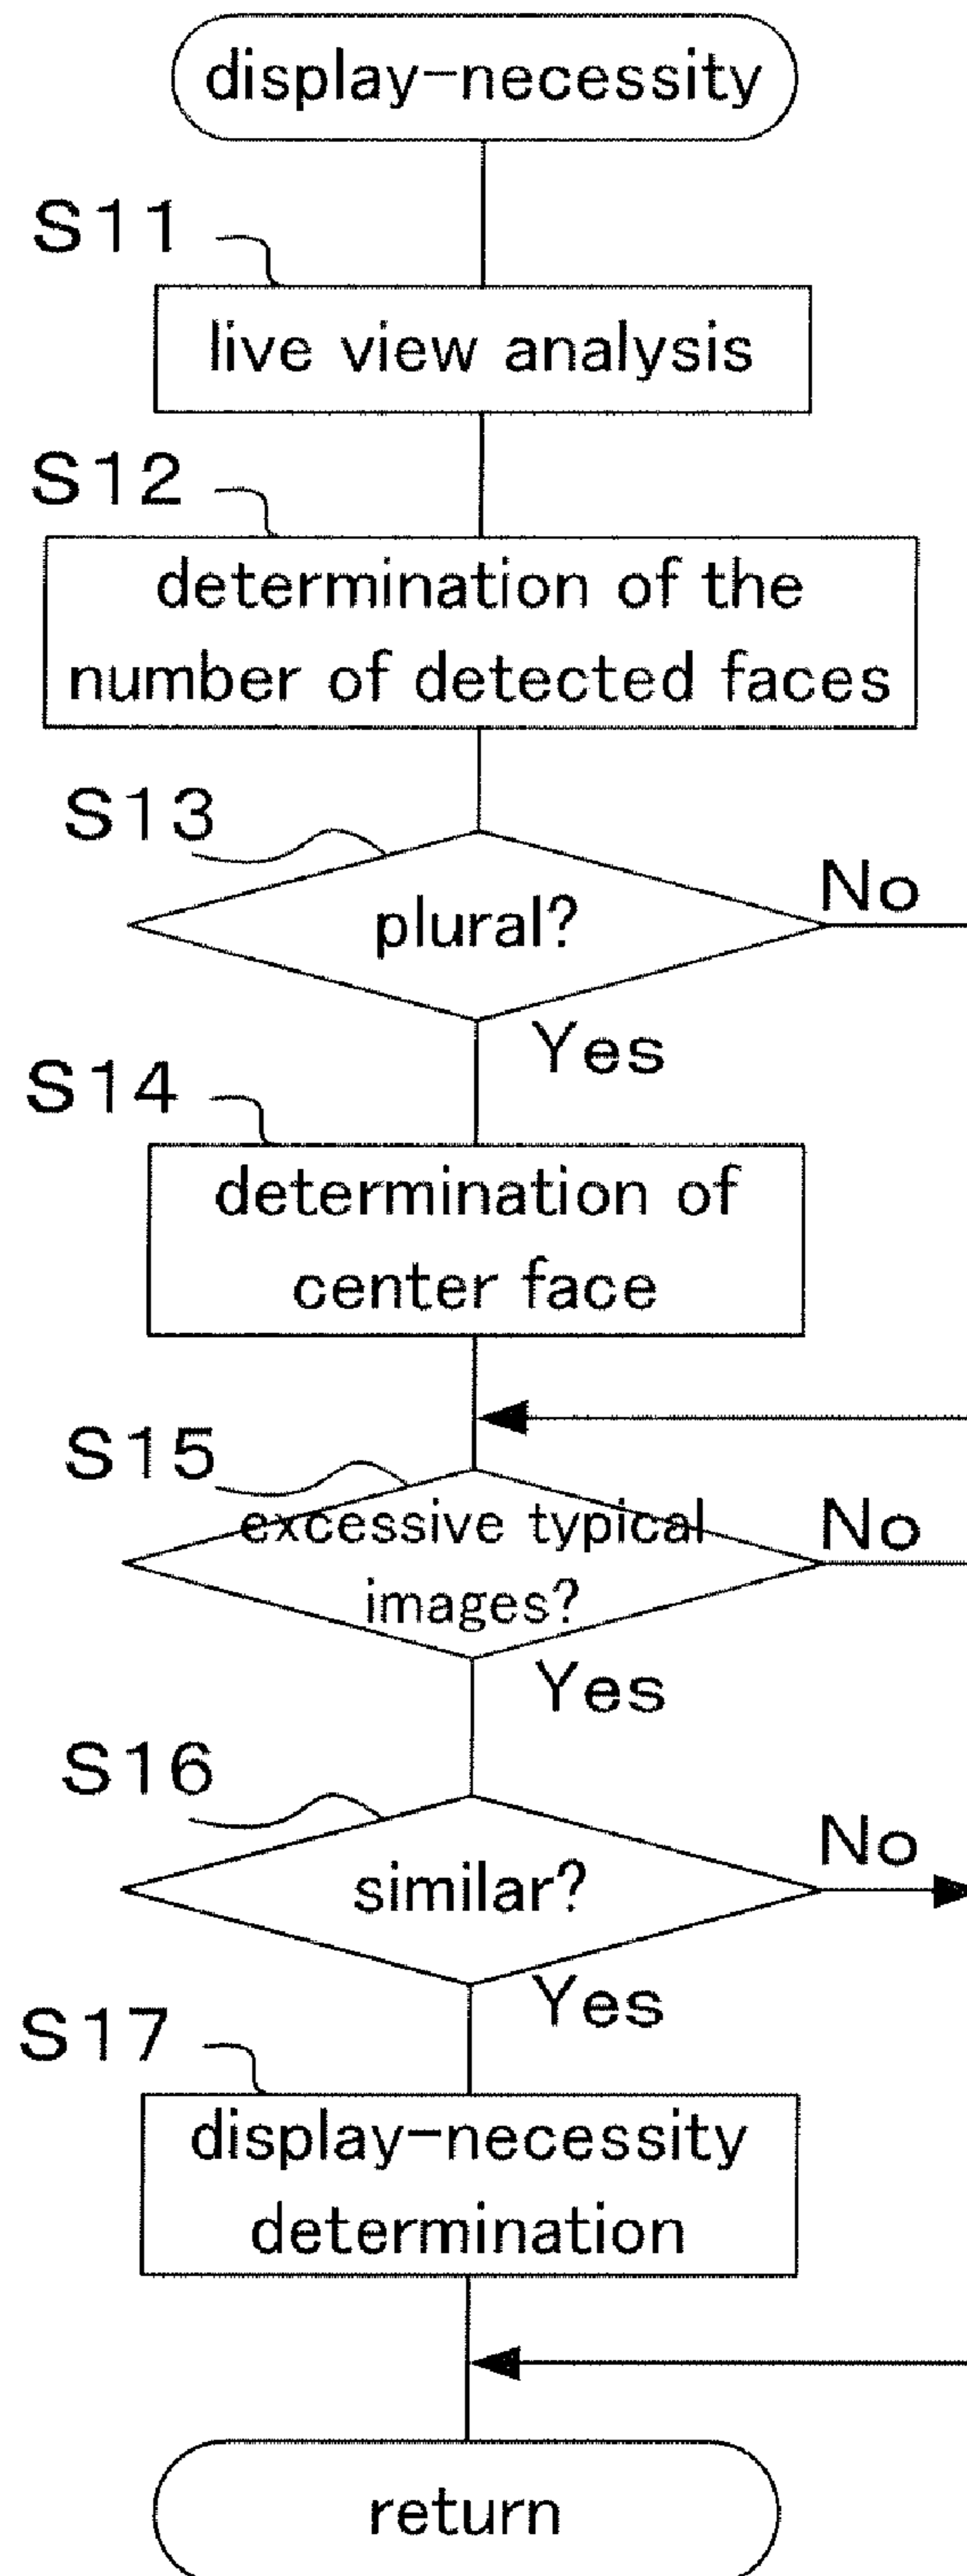 display-necessity
S11
live view analysis
S12
determination of the
number of detected faces
S13
plural?
No
Yes
S14
determination of
center face
S15
excessive typical
images?
No
Yes
S16
similar?
No
Yes
S17
display-necessity
determination
return